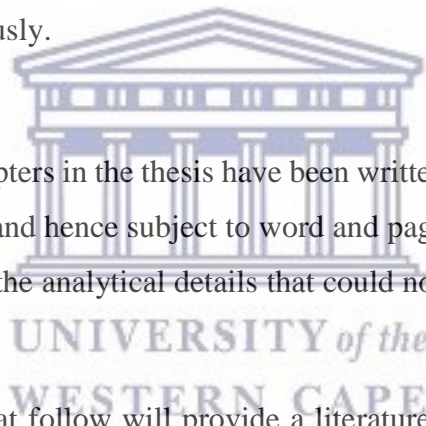 usly.
pters in the thesis have been writte
and hence subject to word and pag
the analytical details that could no
UNIVERSITY of the
WESTERN CAPE
at follow will provide a literature